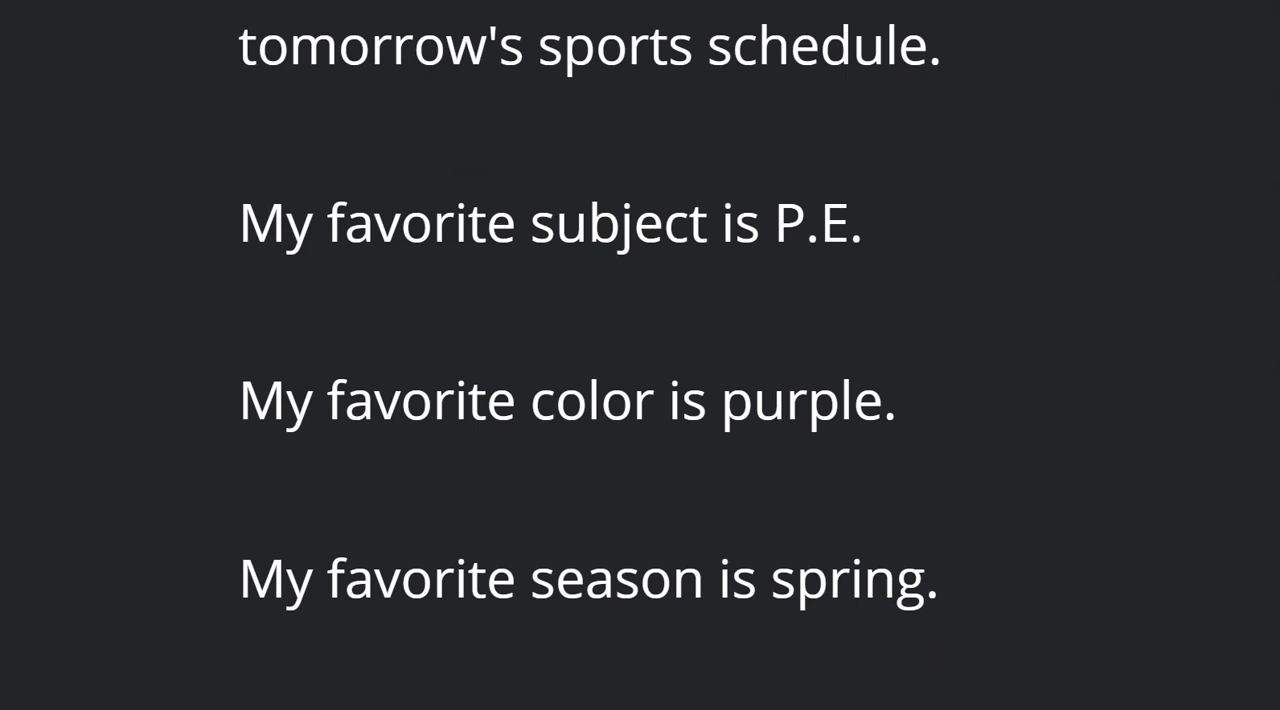 tomorrow's sports schedule.
My favorite subject is P.E.
My favorite color is purple.
My favorite season is spring.